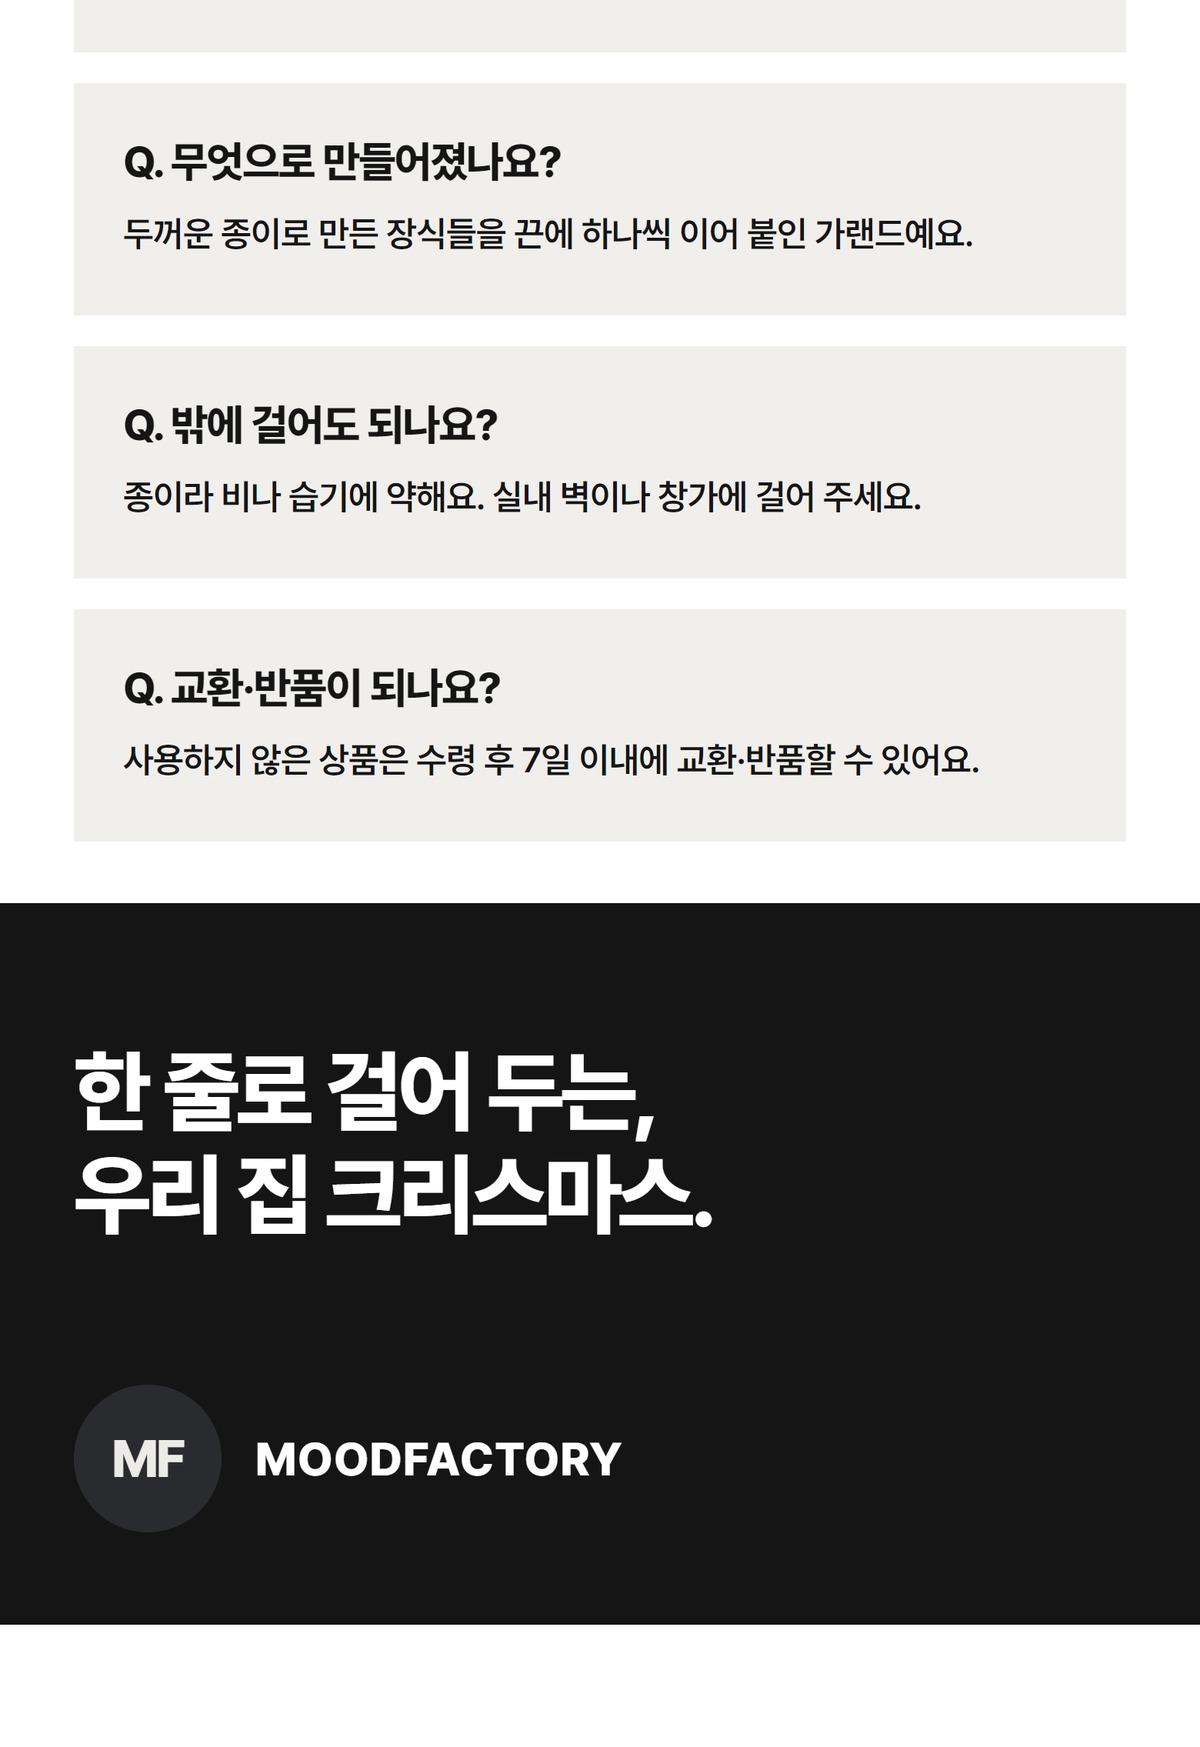 Q. 무엇으로 만들어졌나요?
두꺼운 종이로 만든 장식들을 끈에 하나씩 이어 붙인 가랜드예요.
Q. 밖에 걸어도 되나요?
종이라 비나 습기에 약해요. 실내 벽이나 창가에 걸어 주세요.
Q. 교환·반품이 되나요?
사용하지 않은 상품은 수령 후 7일 이내에 교환·반품할 수 있어요.
한 줄로 걸어 두는,
우리 집 크리스마스.
MF MOODFACTORY